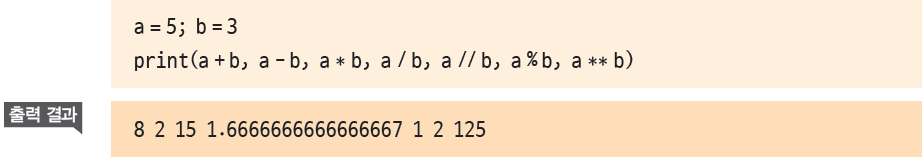 a = 5; b = 3
print(a + b, a - b, a * b, a / b, a // b, a % b, a ** b)
출력 결과
8 2 15 1.6666666666666667 1 2 125